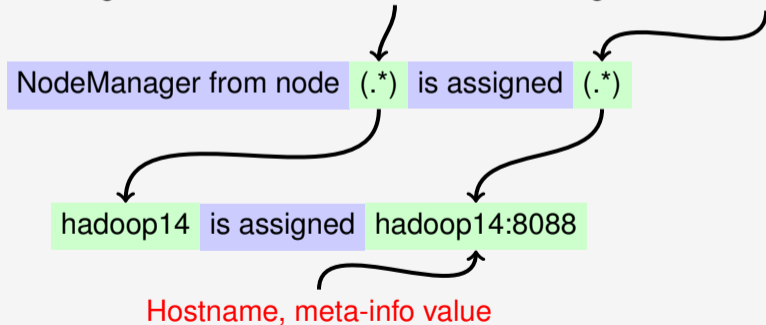 NodeManager from node (.*) is assigned (.*)
hadoop14 is assigned hadoop14:8088
Hostname, meta-info value